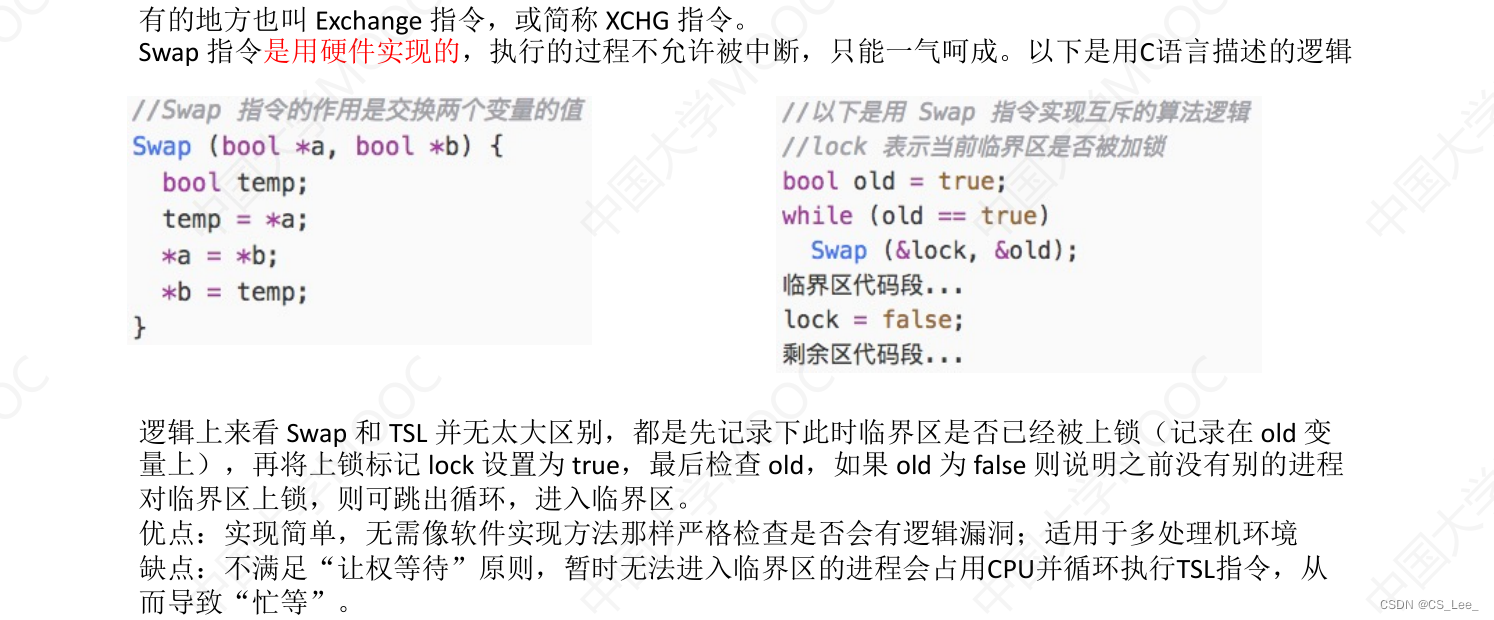 有的地方也叫 Exchange 指令，或简称 XCHG 指令。
Swap 指令是用硬件实现的，执行的过程不允许被中断，只能一气呵成。以下是用C语言描述的逻辑
//Swap 指令的作用是交换两个变量的值
Swap (bool *a, bool *b) {
bool temp;
temp = *a;
*a = *b;
*b = temp;
}
//以下是用 Swap 指令实现互斥的算法逻辑
//lock 表示当前临界区是否被加锁
bool old = true;
while (old == true)
Swap (&lock, &old);
临界区代码段...
lock = false;
剩余区代码段...
逻辑上来看 Swap 和 TSL 并无太大区别，都是先记录下此时临界区是否已经被上锁（记录在 old 变
量上），再将上锁标记 lock 设置为 true，最后检查 old，如果 old 为 false 则说明之前没有别的进程
对临界区上锁，则可跳出循环，进入临界区。
优点：实现简单，无需像软件实现方法那样严格检查是否会有逻辑漏洞；适用于多处理机环境
缺点：不满足“让权等待”原则，暂时无法进入临界区的进程会占用CPU并循环执行TSL指令，从
而导致“忙等”。
中国大学MOOC
CSDN @CS_Lee_